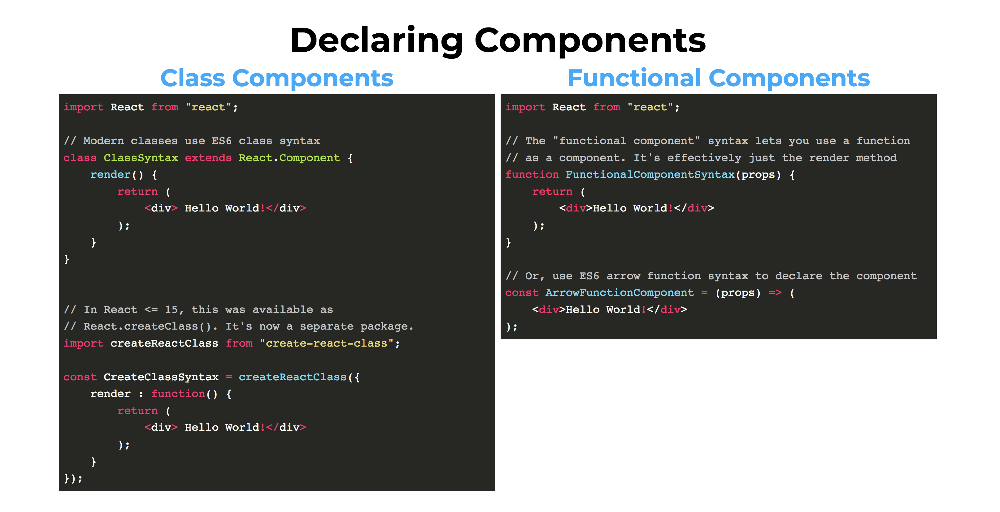 Declaring Components
Class Components
import React from "react";
// Modern classes use ES6 class syntax
class ClassSyntax extends React.Component {
    render() {
        return (
            <div> Hello World!</div>
        );
    }
}
// In React <= 15, this was available as
// React.createClass(). It's now a separate package.
import createReactClass from "create-react-class";
const CreateClassSyntax = createReactClass({
    render : function() {
        return (
            <div> Hello World!</div>
        );
    }
});
Functional Components
import React from "react";
// The "functional component" syntax lets you use a function
// as a component. It's effectively just the render method
function FunctionalComponentSyntax(props) {
    return (
        <div>Hello World!</div>
    );
}
// Or, use ES6 arrow function syntax to declare the component
const ArrowFunctionComponent = (props) => (
    <div>Hello World!</div>
);